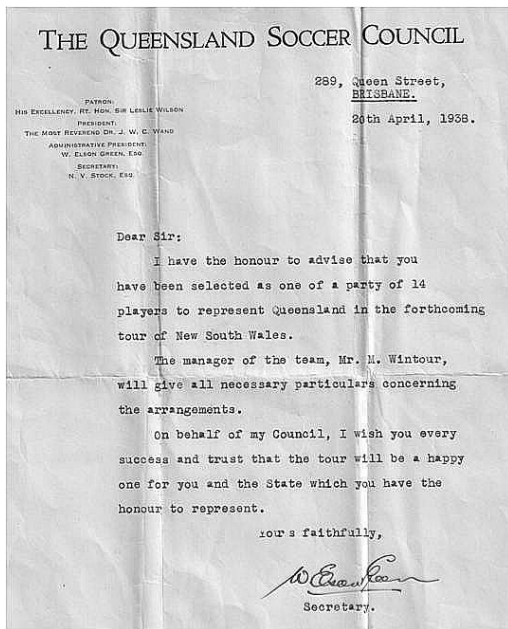 THE QUEENSLAND SOCCER COUNCIL
289, Queen Street,
BRISBANE.
20th April, 1938.
PATRON:
HIS EXCELLENCY, RT. HON. SIR LESLIE WILSON
PRESIDENT:
THE MOST REVEREND DR. J. W. C. WAND
ADMINISTRATIVE PRESIDENT:
W. ELSON GREEN, ESQ.
SECRETARY:
N. V. STOCK, ESQ.
Dear Sir:
I have the honour to advise that you
have been selected as one of a party of 14
players to represent Queensland in the forthcoming
tour of New South Wales.
The manager of the team, Mr. M. Wintour,
will give all necessary particulars concerning
the arrangements.
On behalf of my Council, I wish you every
success and trust that the tour will be a happy
one for you and the State which you have the
honour to represent.
Yours faithfully,
W Elson Green
Secretary.